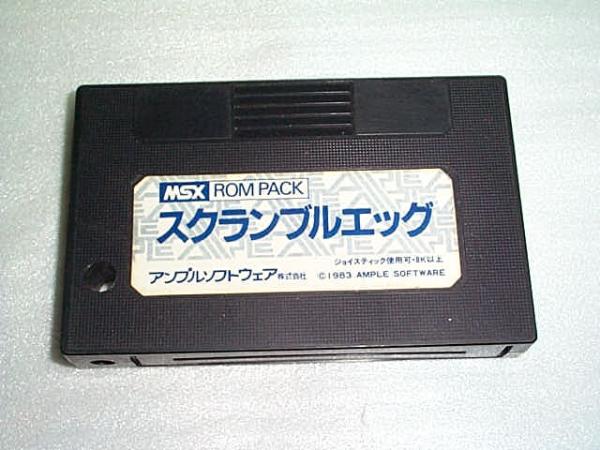 MSX ROM PACK
スクランブルエッグ
ジョイスティック使用可・8K以上
アンプルソフトウェア株式会社 ©1983 AMPLE SOFTWARE